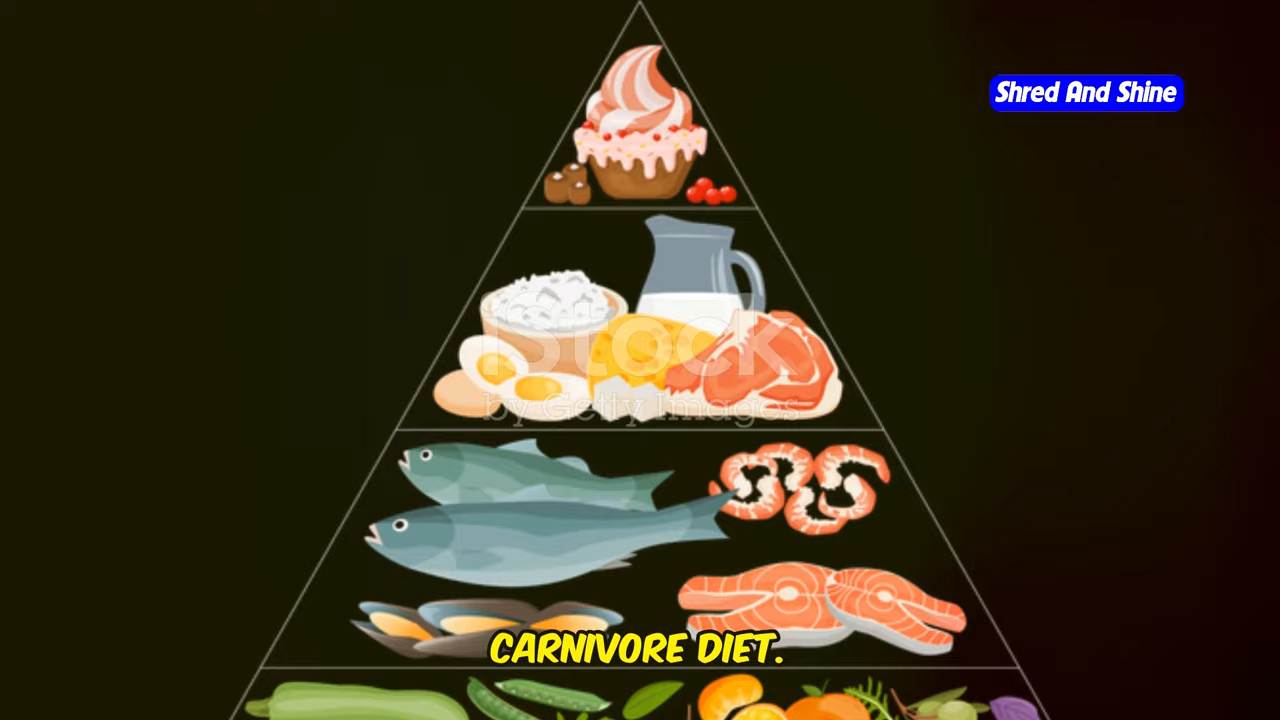 Shred And Shine
iStock
by Getty Images
CARNIVORE DIET.